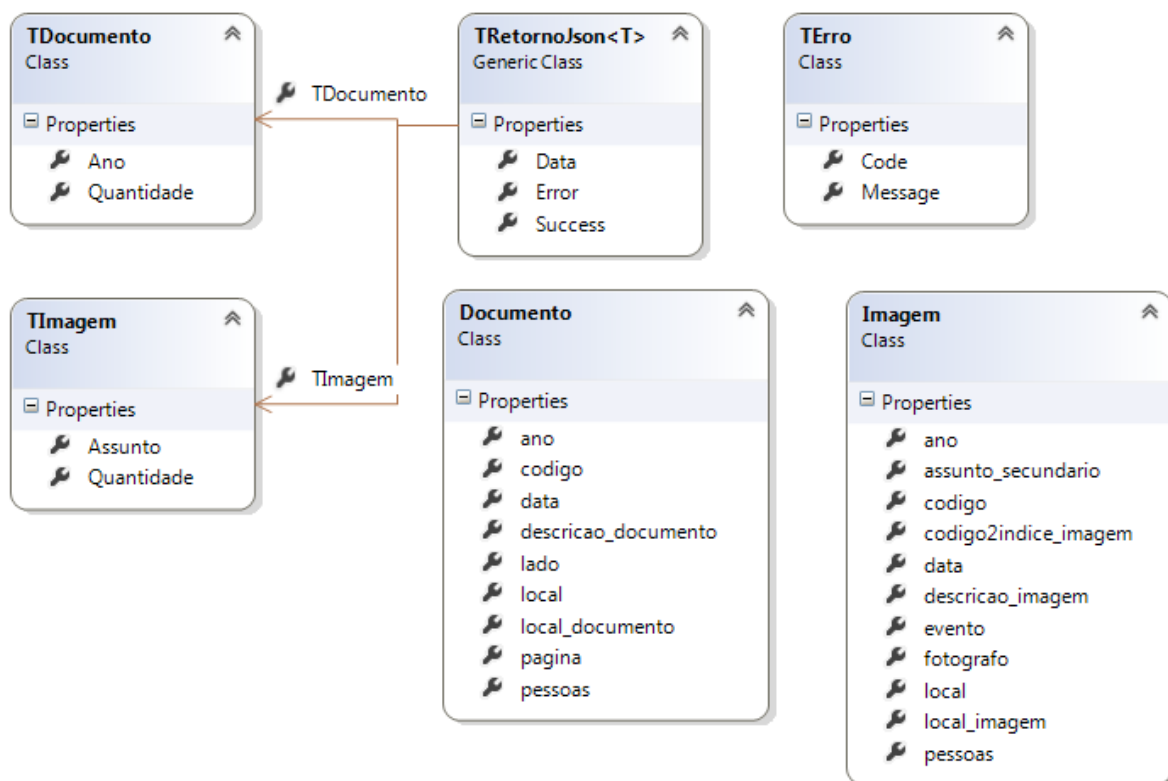 TDocumento
Class
Properties
Ano
Quantidade
TDocumento
TRetornoJson<T>
Generic Class
Properties
Data
Error
Success
TErro
Class
Properties
Code
Message
TImagem
Class
Properties
Assunto
Quantidade
TImagem
Documento
Class
Properties
ano
codigo
data
descricao_documento
lado
local
local_documento
pagina
pessoas
Imagem
Class
Properties
ano
assunto_secundario
codigo
codigo2indice_imagem
data
descricao_imagem
evento
fotografo
local
local_imagem
pessoas